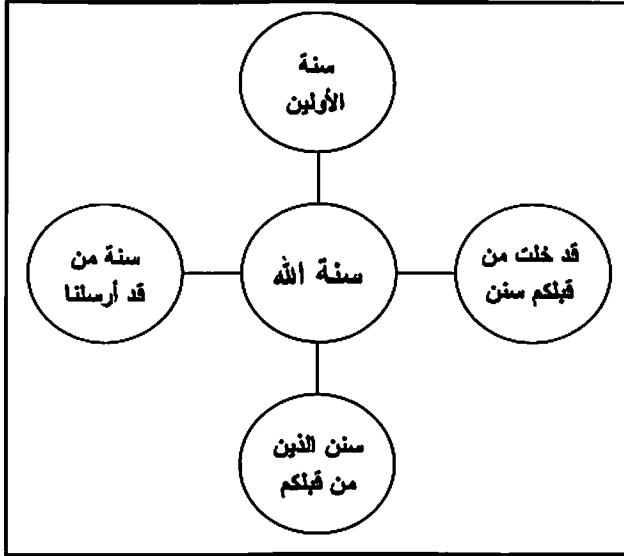 سنة
الأولين
قد خلت من
قبلكم سنن
سنة الله
سنة من
قد أرسلنا
سنن الذين
من قبلكم